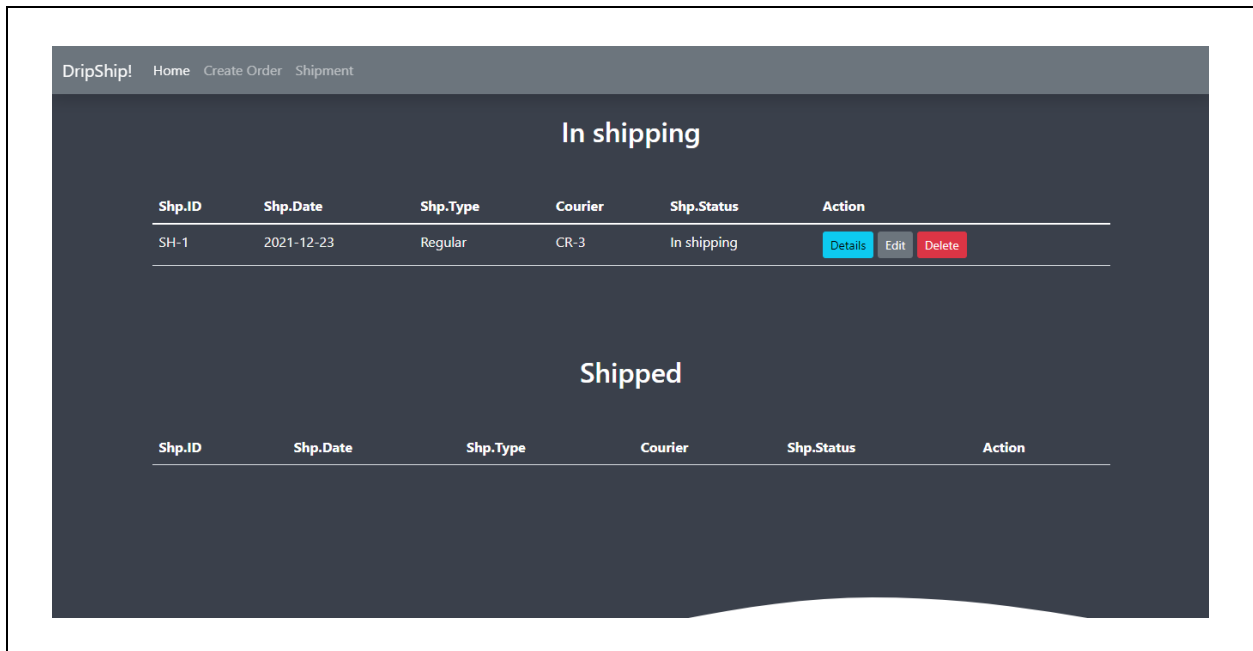 DripShip! Home Create Order Shipment
In shipping
Shp.ID Shp.Date Shp.Type Courier Shp.Status Action
SH-1 2021-12-23 Regular CR-3 In shipping Details Edit Delete
Shipped
Shp.ID Shp.Date Shp.Type Courier Shp.Status Action